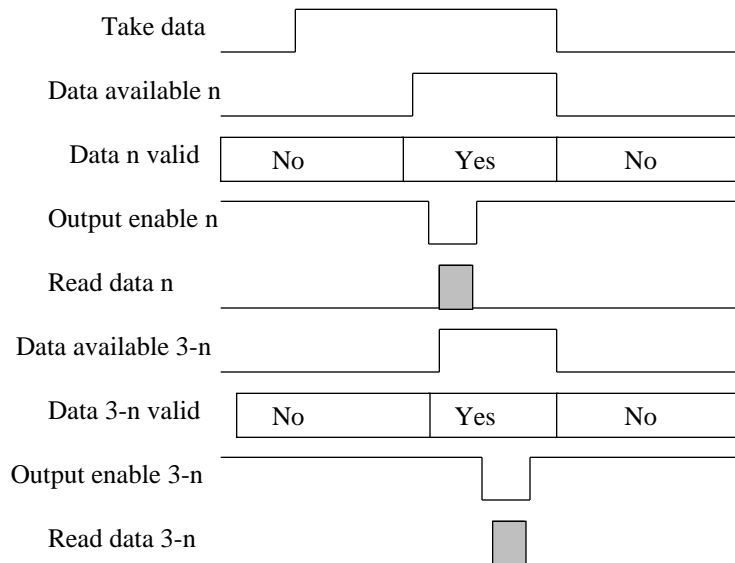 Take data
Data available n
Data n valid No Yes No
Output enable n
Read data n
Data available 3-n
Data 3-n valid No Yes No
Output enable 3-n
Read data 3-n